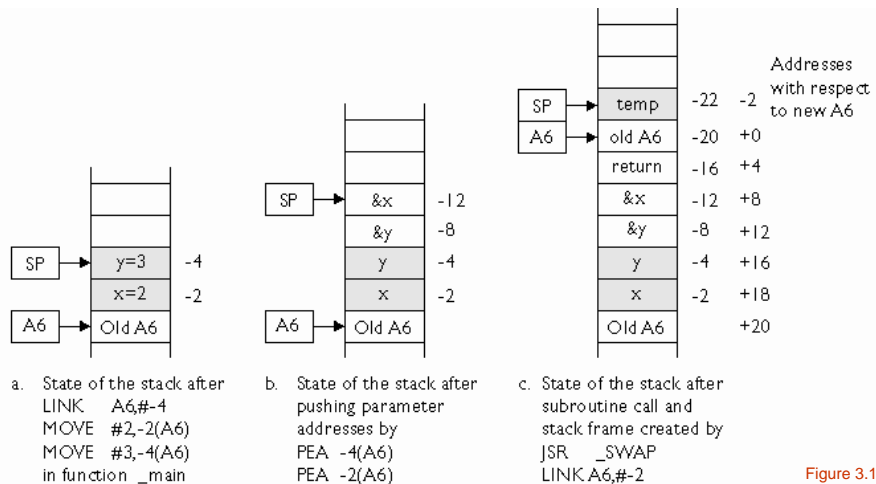 Addresses
with respect
to new A6
SP temp -22 -2
A6 old A6 -20 +0
return -16 +4
SP &x -12
&x -12 +8
&y -8
&y -8 +12
SP y=3 -4
y -4
y -4 +16
x=2 -2
x -2
x -2 +18
A6 Old A6
A6 Old A6
Old A6 +20
a. State of the stack after
LINK A6,#-4
MOVE #2,-2(A6)
MOVE #3,-4(A6)
in function _main
b. State of the stack after
pushing parameter
addresses by
PEA -4(A6)
PEA -2(A6)
c. State of the stack after
subroutine call and
stack frame created by
JSR _SWAP
LINK A6,#-2
Figure 3.1